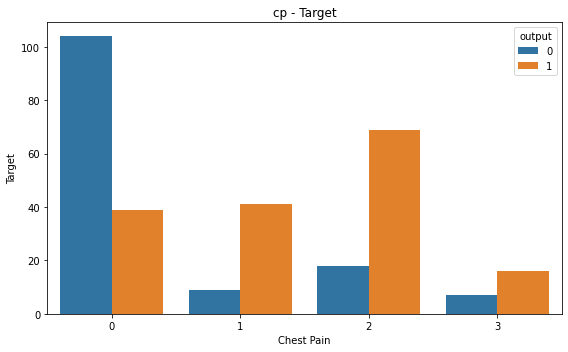 cp - Target
output
0
1
100
80
60
40
20
0
Target
0 1 2 3
Chest Pain